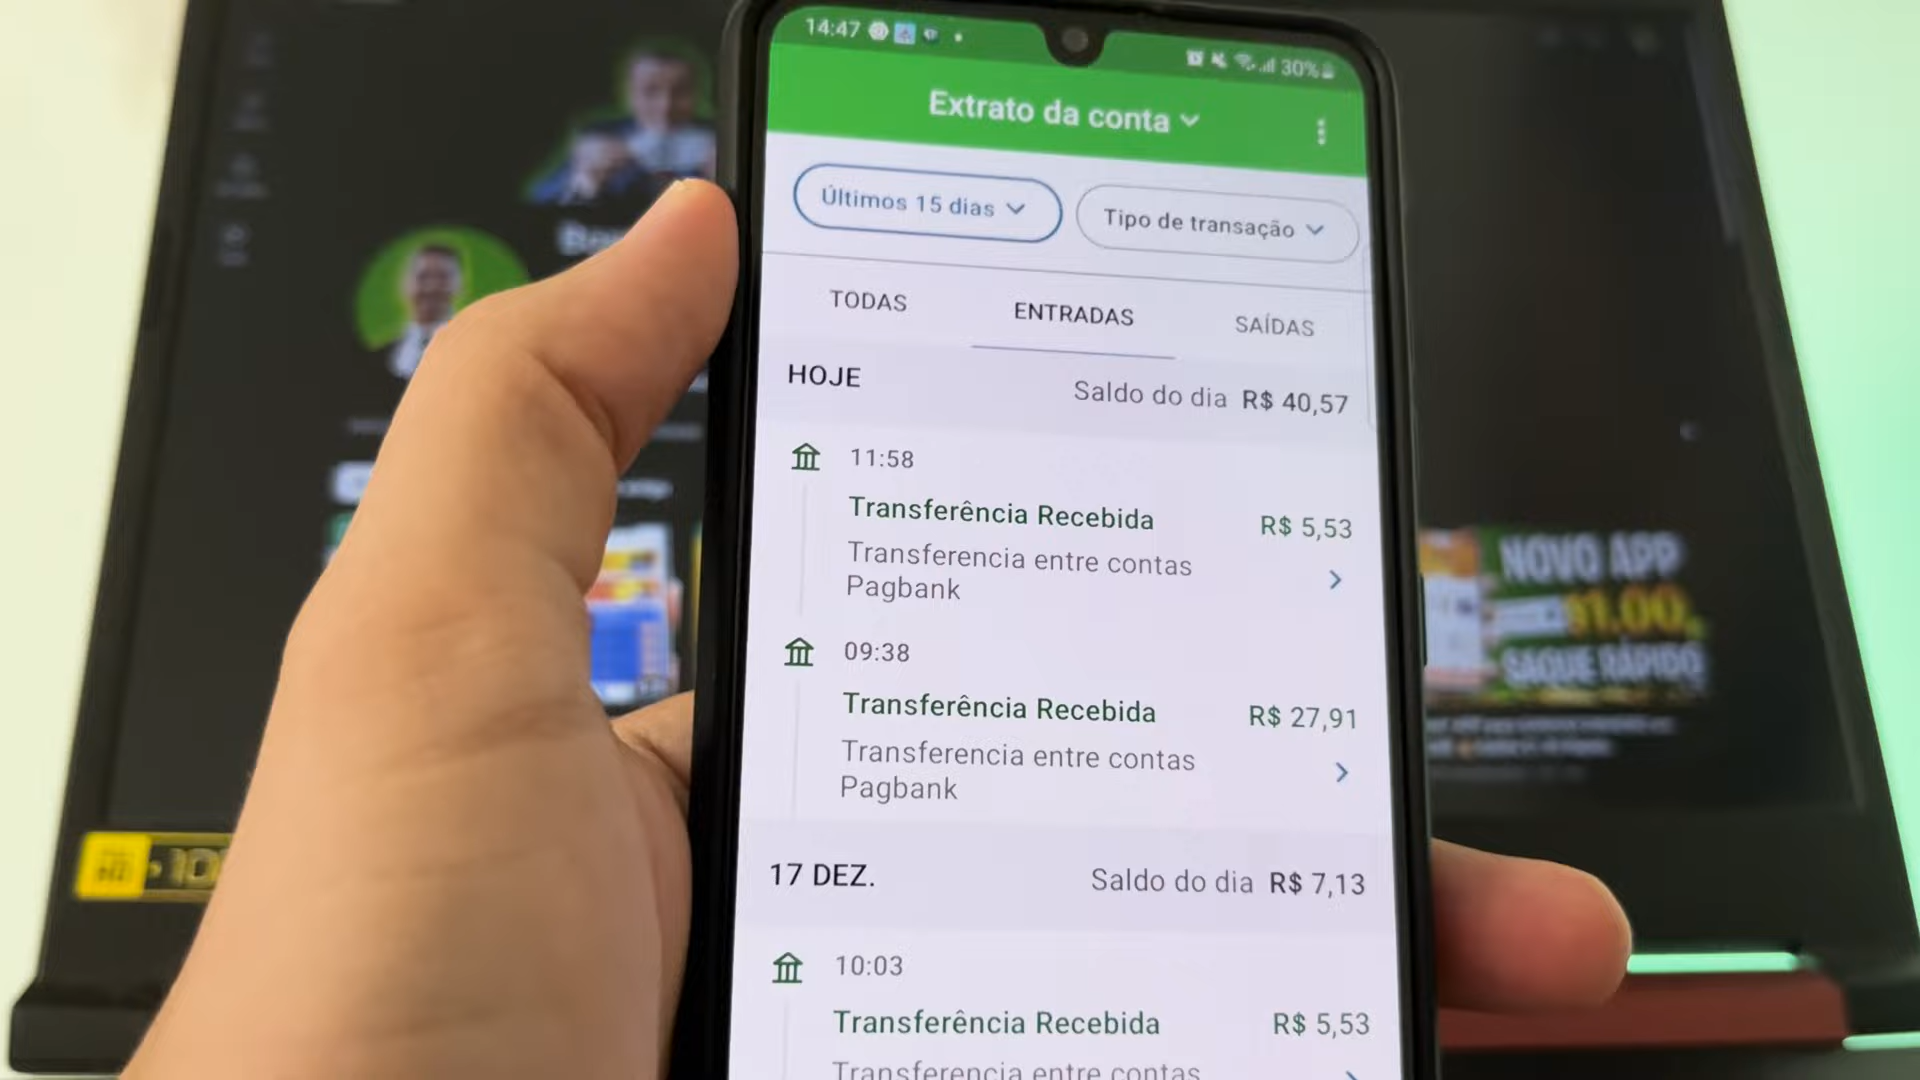 14:47
30%
Extrato da conta
Últimos 15 dias
Tipo de transação
TODAS
ENTRADAS
SAÍDAS
HOJE
Saldo do dia R$ 40,57
11:58
Transferência Recebida R$ 5,53
Transferencia entre contas
Pagbank
09:38
Transferência Recebida R$ 27,91
Transferencia entre contas
Pagbank
17 DEZ.
Saldo do dia R$ 7,13
10:03
Transferência Recebida R$ 5,53
Transferencia entre contas
NOVO APP
$1.00
SAQUE RÁPIDO